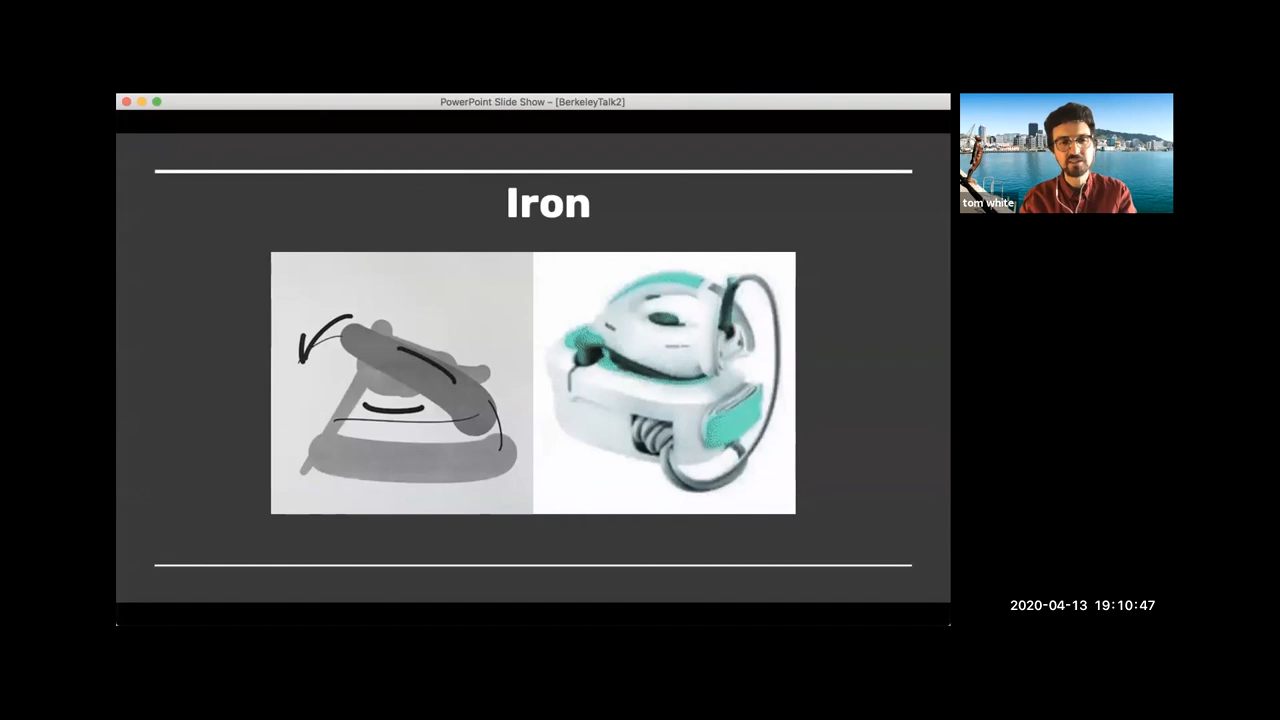 PowerPoint Slide Show – [BerkeleyTalk2]
Iron
tom white
2020-04-13 19:10:47